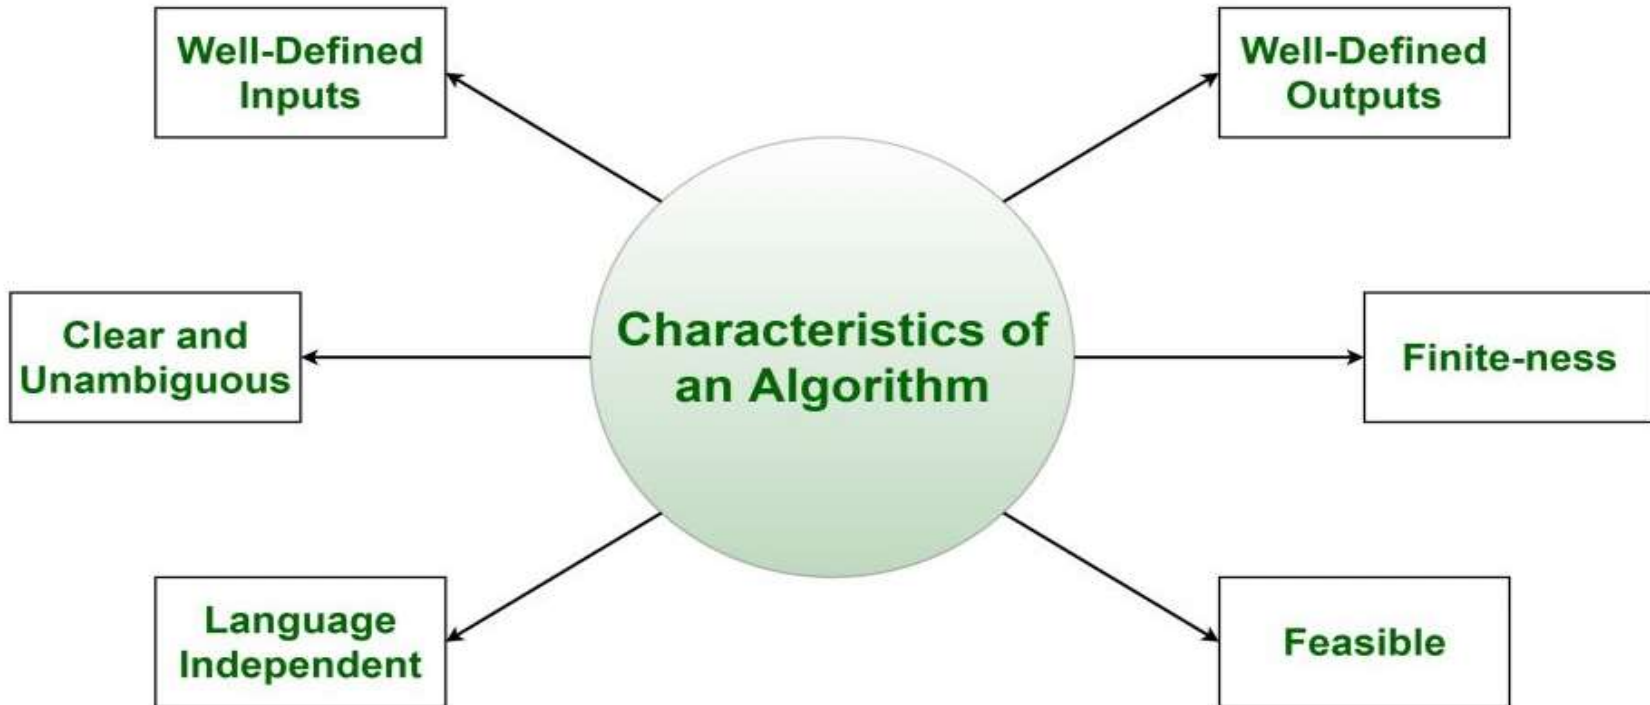 Well-Defined
Inputs
Well-Defined
Outputs
Clear and
Unambiguous
Characteristics of
an Algorithm
Finite-ness
Language
Independent
Feasible